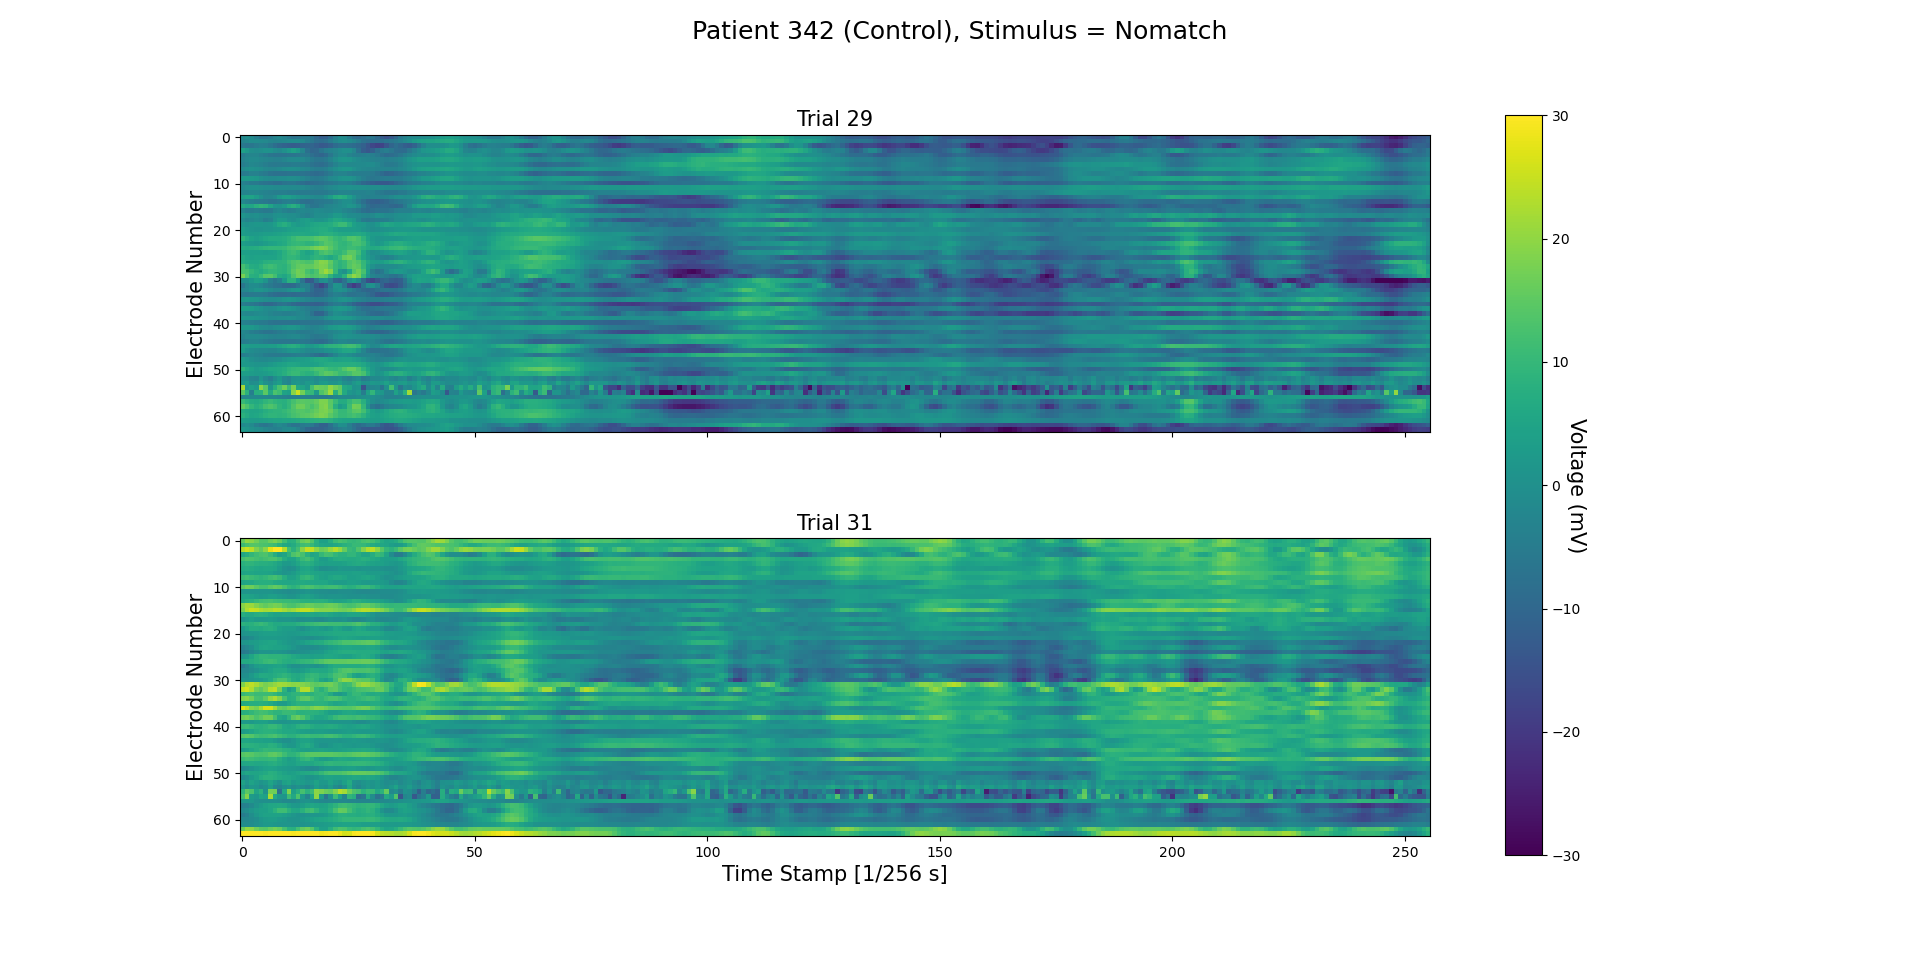 Patient 342 (Control), Stimulus = Nomatch
Trial 29
0
10
20
30
40
50
60
Electrode Number
Trial 31
0
10
20
30
40
50
60
Electrode Number
0 50 100 150 200 250
Time Stamp [1/256 s]
30
20
10
0
−10
−20
−30
Voltage (mV)